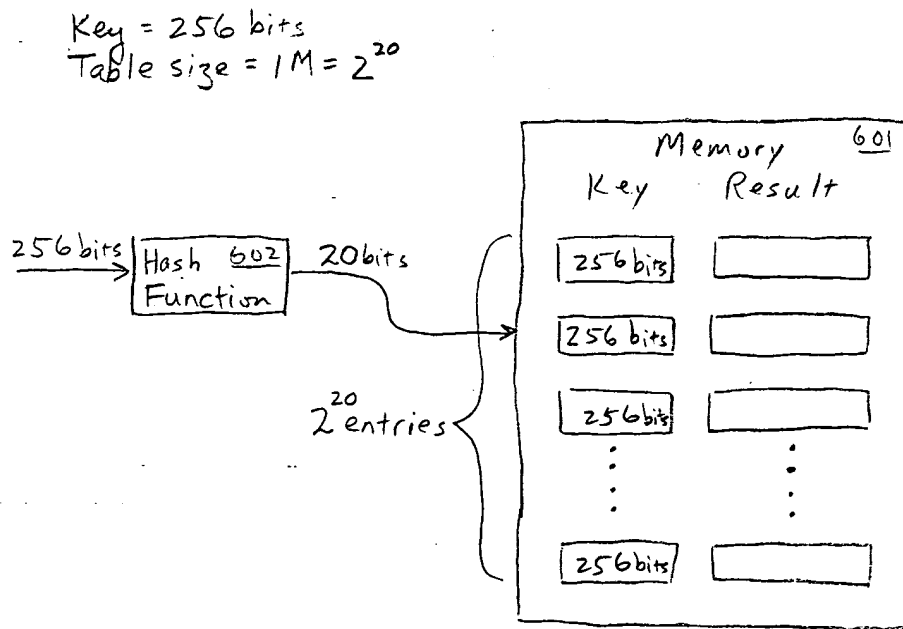 Key = 256 bits
Table size = 1M = 2^20
Memory 601
Key Result
256 bits
Hash 602
Function
20 bits
256 bits
256 bits
256 bits
2^20 entries
256 bits